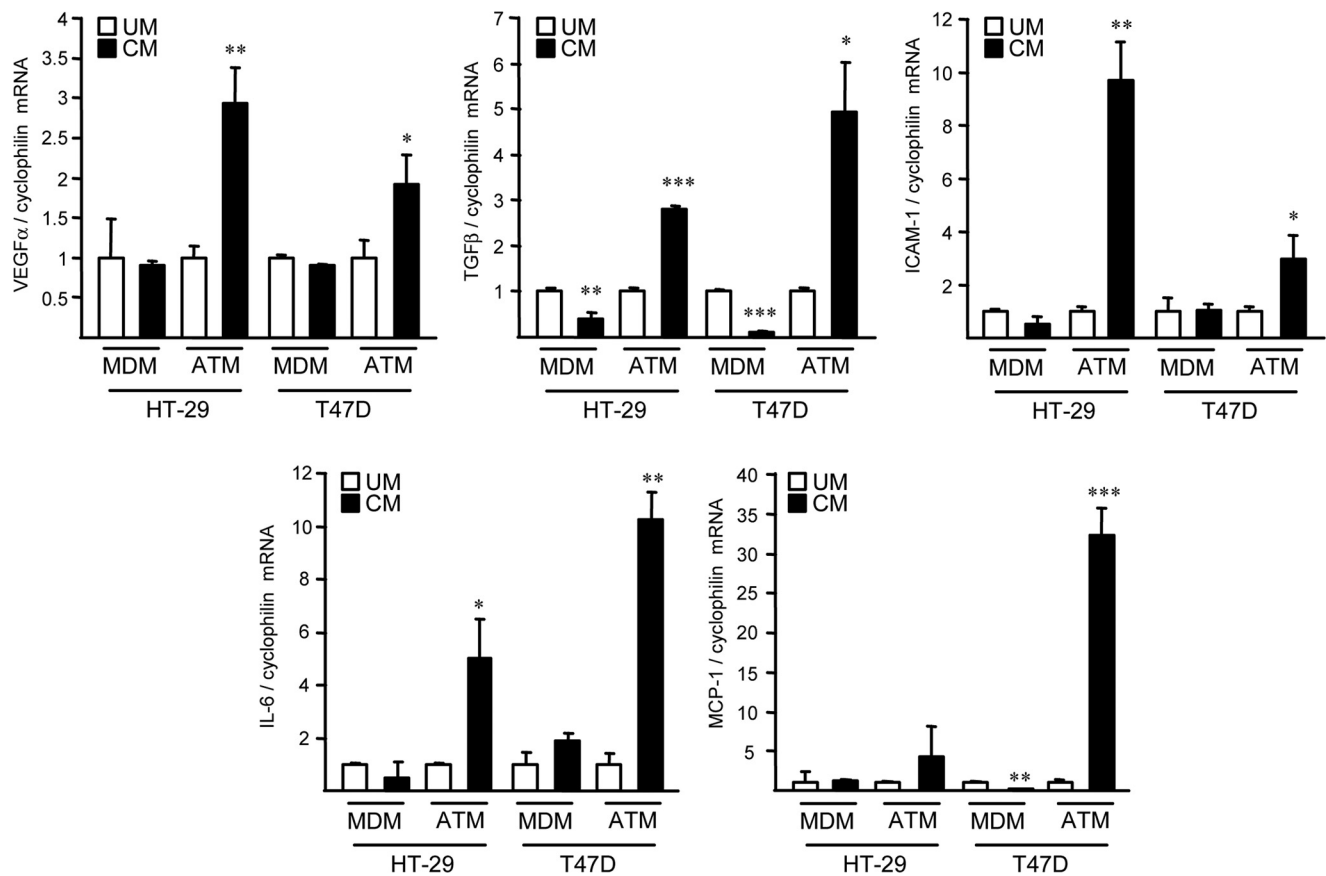 VEGFα / cyclophilin mRNA
4
3.5
3
2.5
2
1.5
1
0.5
UM
CM
**
*
MDM ATM MDM ATM
HT-29 T47D
TGFβ / cyclophilin mRNA
7
6
5
4
3
2
1
UM
CM
**
***
***
*
MDM ATM MDM ATM
HT-29 T47D
ICAM-1 / cyclophilin mRNA
12
10
8
6
4
2
UM
CM
**
*
MDM ATM MDM ATM
HT-29 T47D
IL-6 / cyclophilin mRNA
12
10
8
6
4
2
UM
CM
*
**
MDM ATM MDM ATM
HT-29 T47D
MCP-1 / cyclophilin mRNA
40
35
30
25
20
15
10
5
UM
CM
**
***
MDM ATM MDM ATM
HT-29 T47D